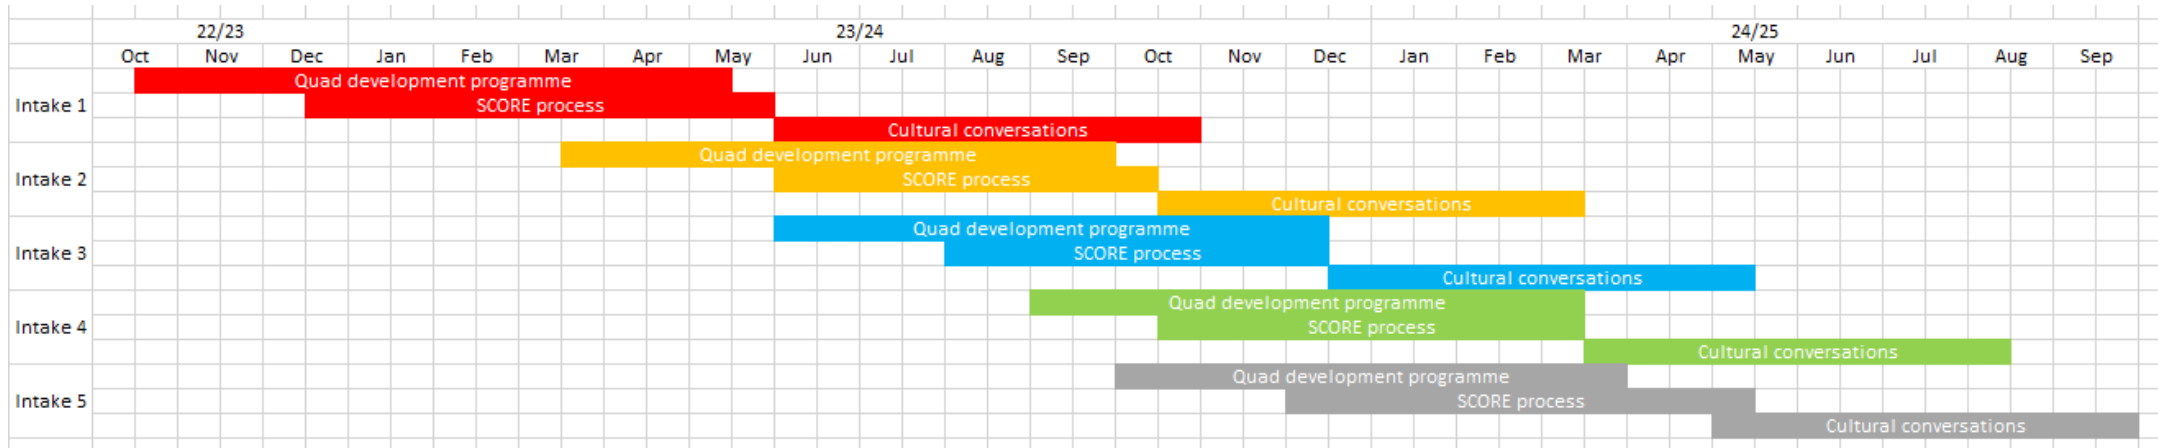 22/23 23/24 24/25
Oct Nov Dec Jan Feb Mar Apr May Jun Jul Aug Sep Oct Nov Dec Jan Feb Mar Apr May Jun Jul Aug Sep
Quad development programme
Intake 1 SCORE process
Cultural conversations
Quad development programme
Intake 2 SCORE process
Cultural conversations
Quad development programme
Intake 3 SCORE process
Cultural conversations
Quad development programme
Intake 4 SCORE process
Cultural conversations
Quad development programme
Intake 5 SCORE process
Cultural conversations